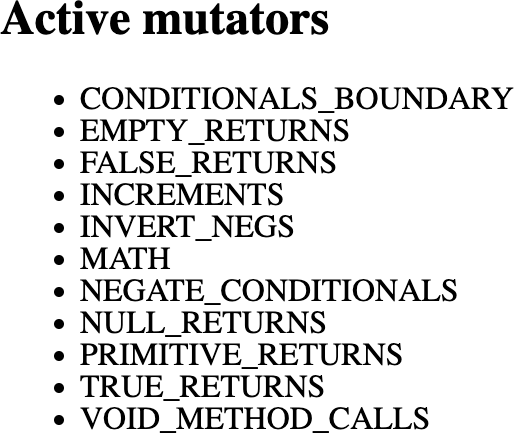 Active mutators
CONDITIONALS_BOUNDARY
EMPTY_RETURNS
FALSE_RETURNS
INCREMENTS
INVERT_NEGS
MATH
NEGATE_CONDITIONALS
NULL_RETURNS
PRIMITIVE_RETURNS
TRUE_RETURNS
VOID_METHOD_CALLS